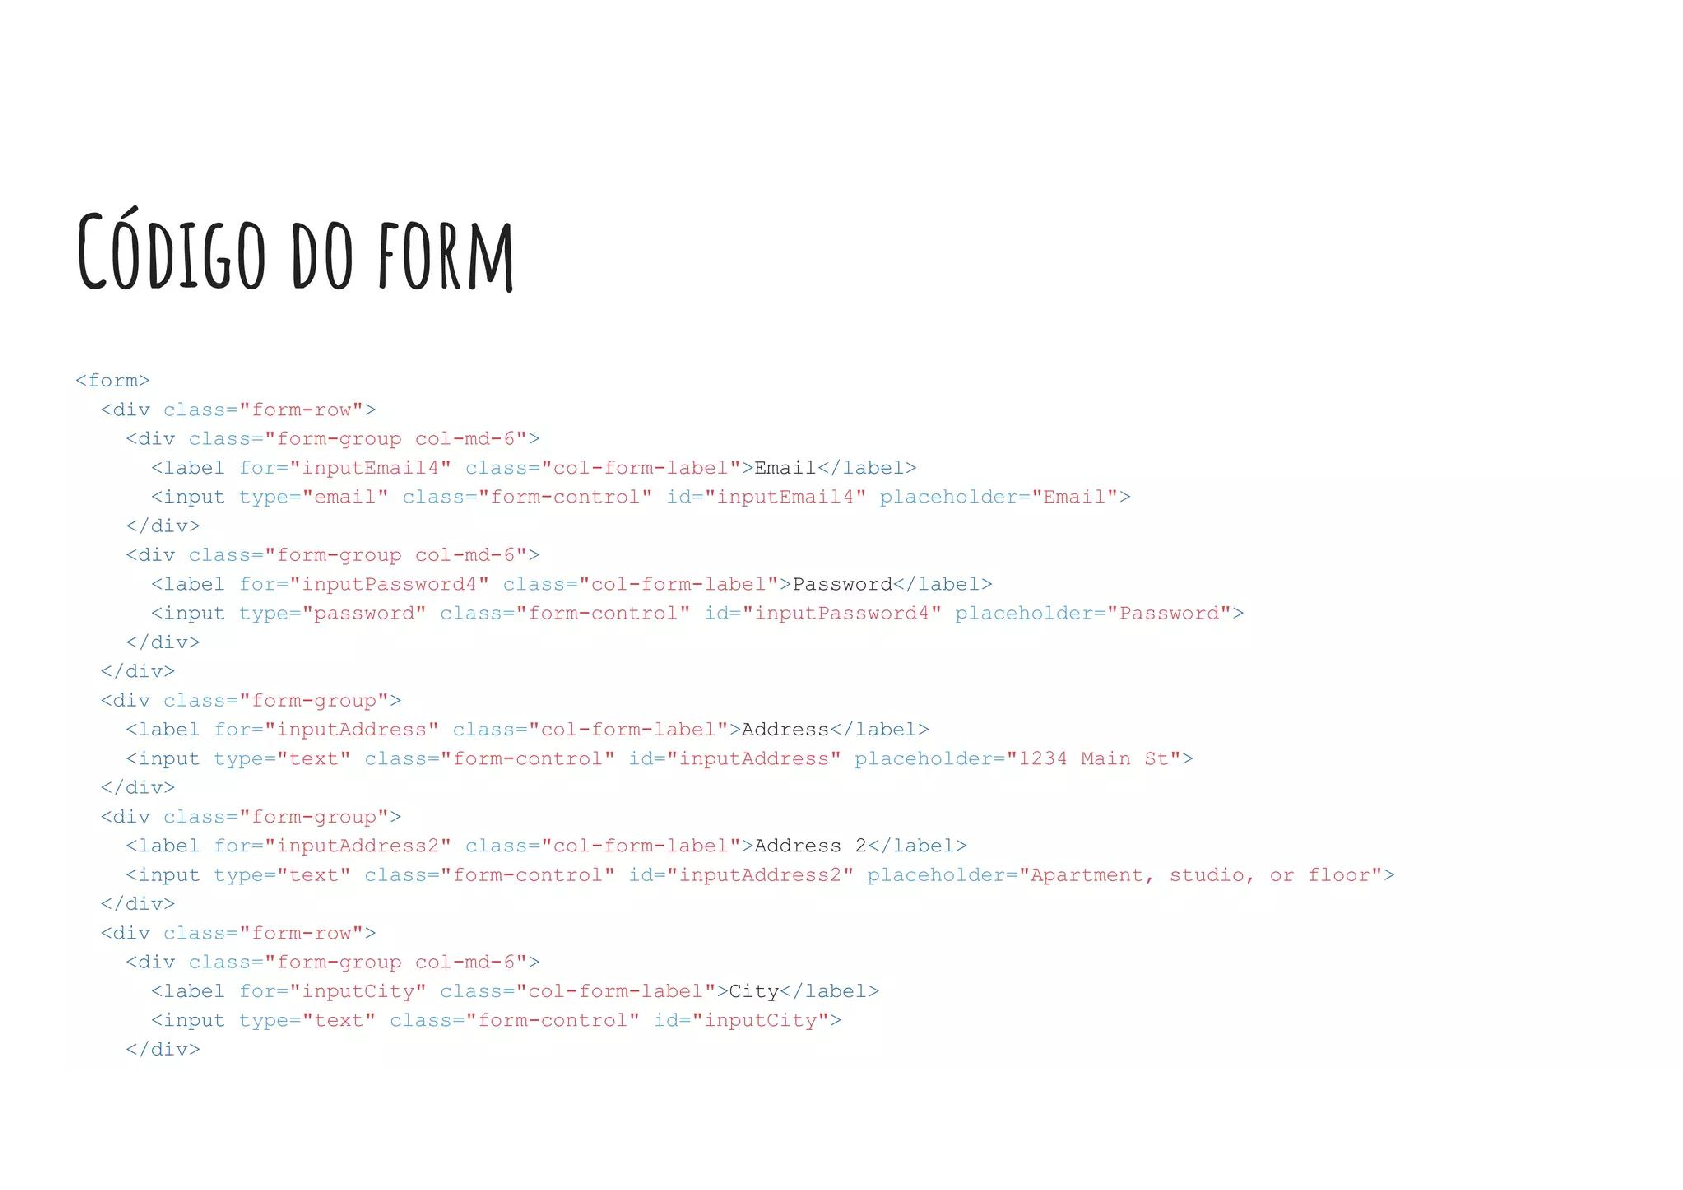 Código do form
<form>
  <div class="form-row">
    <div class="form-group col-md-6">
      <label for="inputEmail4" class="col-form-label">Email</label>
      <input type="email" class="form-control" id="inputEmail4" placeholder="Email">
    </div>
    <div class="form-group col-md-6">
      <label for="inputPassword4" class="col-form-label">Password</label>
      <input type="password" class="form-control" id="inputPassword4" placeholder="Password">
    </div>
  </div>
  <div class="form-group">
    <label for="inputAddress" class="col-form-label">Address</label>
    <input type="text" class="form-control" id="inputAddress" placeholder="1234 Main St">
  </div>
  <div class="form-group">
    <label for="inputAddress2" class="col-form-label">Address 2</label>
    <input type="text" class="form-control" id="inputAddress2" placeholder="Apartment, studio, or floor">
  </div>
  <div class="form-row">
    <div class="form-group col-md-6">
      <label for="inputCity" class="col-form-label">City</label>
      <input type="text" class="form-control" id="inputCity">
    </div>